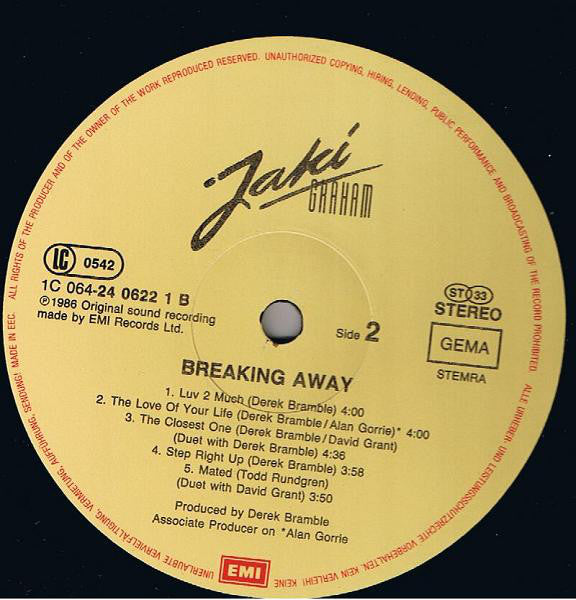 ALL RIGHTS OF THE PRODUCER AND OF THE OWNER OF THE WORK REPRODUCED RESERVED. UNAUTHORIZED COPYING, HIRING, LENDING, PUBLIC PERFORMANCE AND BROADCASTING OF THE RECORD PROHIBITED.
ALLE URHEBER- UND LEISTUNGSSCHUTZRECHTE VORBEHALTEN. KEIN VERLEIH! KEINE UNERLAUBTE VERVIELFÄLTIGUNG, VERMIETUNG, AUFFÜHRUNG, SENDUNG! MADE IN EEC.
Jaki
GRAHAM
LC 0542
1C 064-24 0622 1 B
℗1986 Original sound recording
made by EMI Records Ltd.
Side 2
ST 33
STEREO
GEMA
STEMRA
BREAKING AWAY
1. Luv 2 Much (Derek Bramble) 4:00
2. The Love Of Your Life (Derek Bramble/Alan Gorrie)* 4:00
3. The Closest One (Derek Bramble/David Grant)
(Duet with Derek Bramble) 4:36
4. Step Right Up (Derek Bramble) 3:58
5. Mated (Todd Rundgren)
(Duet with David Grant) 3:50
Produced by Derek Bramble
Associate Producer on *Alan Gorrie
EMI